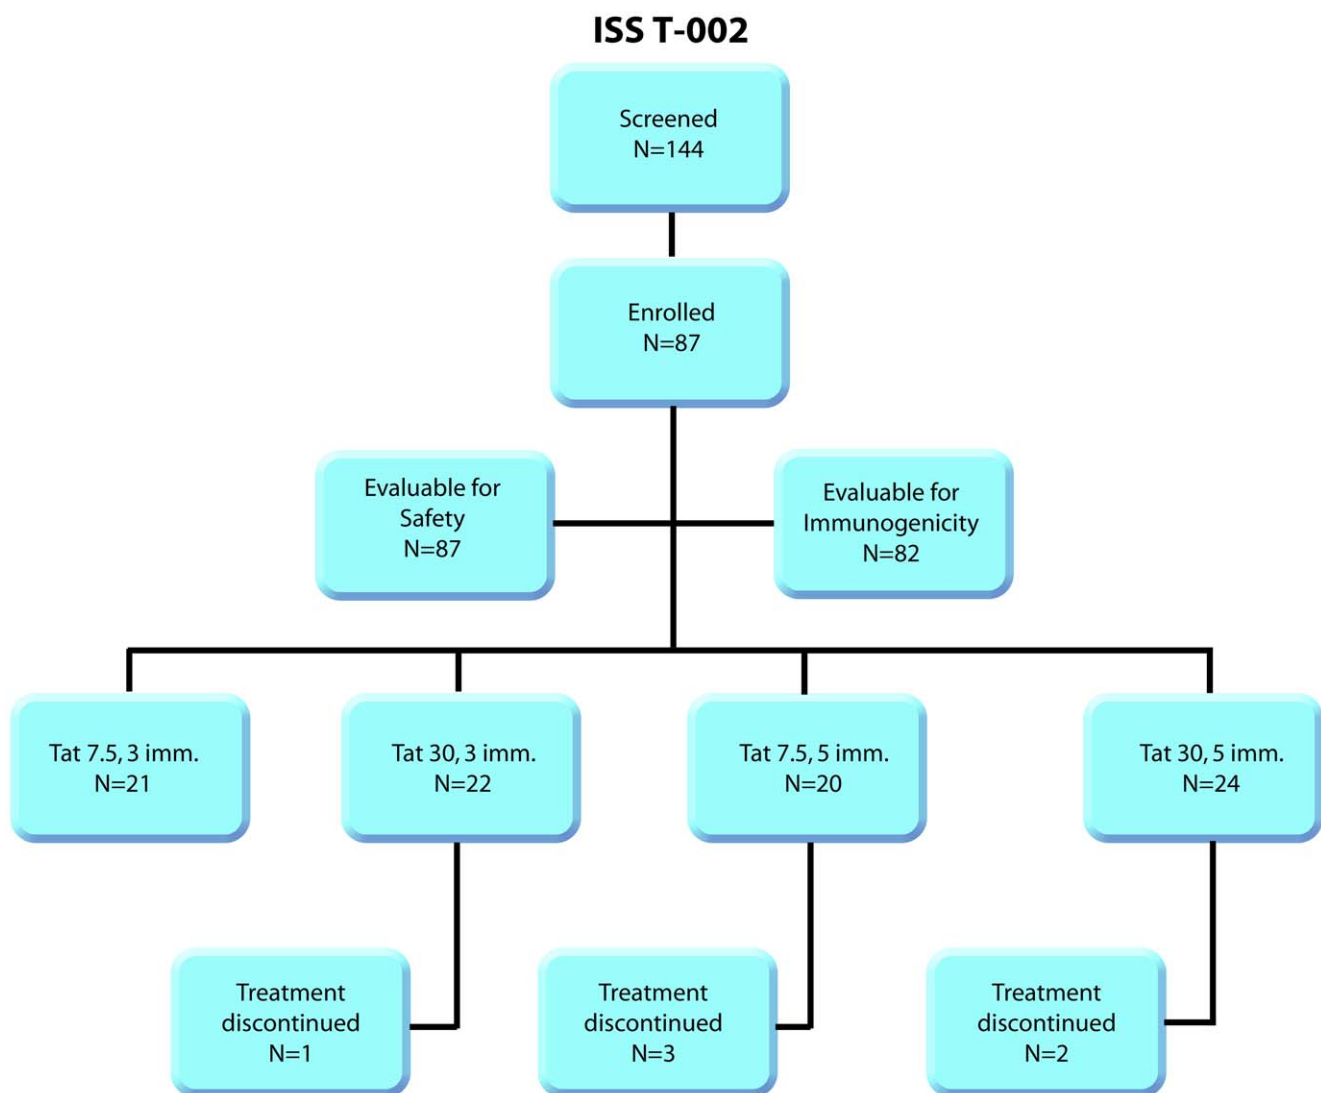 ISS T-002
Screened
N=144
Enrolled
N=87
Evaluable for
Safety
N=87
Evaluable for
Immunogenicity
N=82
Tat 7.5, 3 imm.
N=21
Tat 30, 3 imm.
N=22
Tat 7.5, 5 imm.
N=20
Tat 30, 5 imm.
N=24
Treatment
discontinued
N=1
Treatment
discontinued
N=3
Treatment
discontinued
N=2